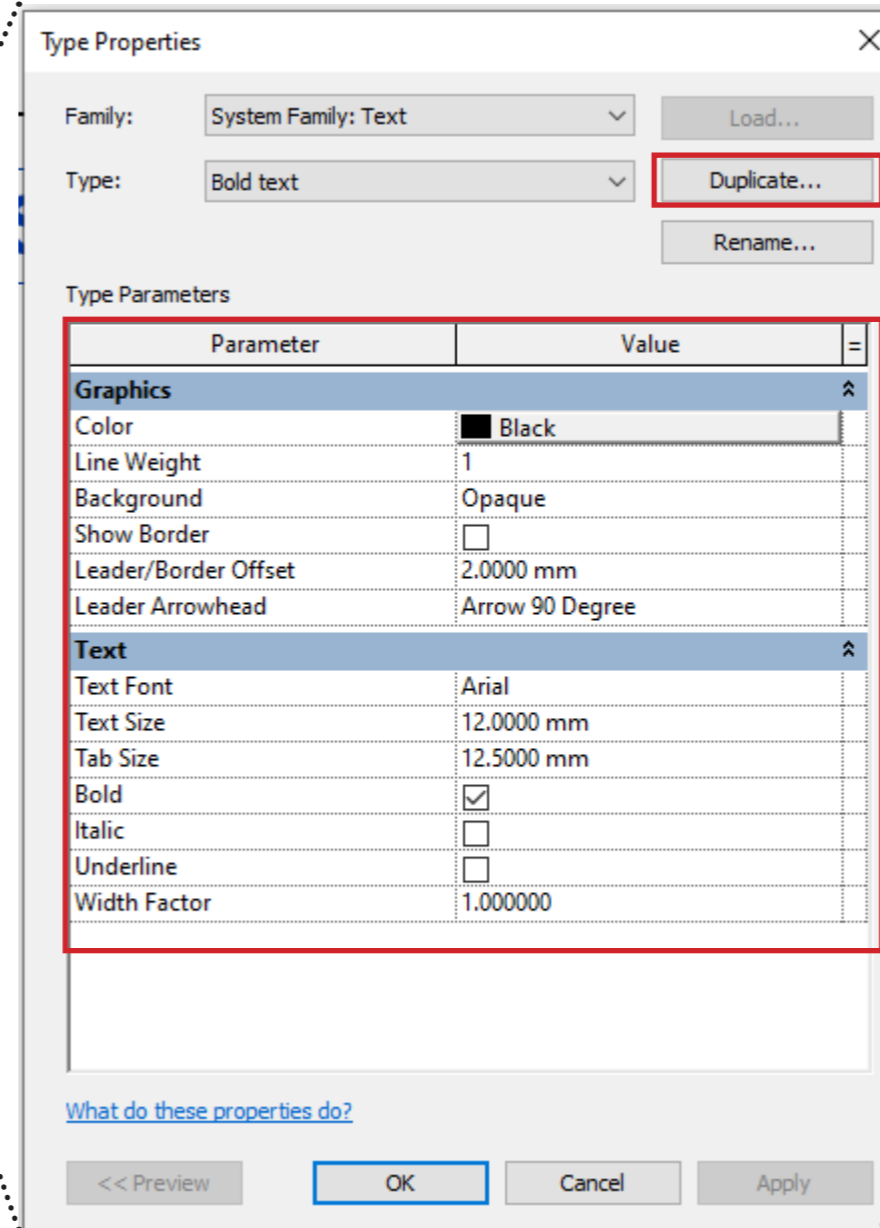 Type Properties
Family: System Family: Text Load...
Type: Bold text Duplicate...
Rename...
Type Parameters
Parameter Value =
Graphics
Color Black
Line Weight 1
Background Opaque
Show Border
Leader/Border Offset 2.0000 mm
Leader Arrowhead Arrow 90 Degree
Text
Text Font Arial
Text Size 12.0000 mm
Tab Size 12.5000 mm
Bold
Italic
Underline
Width Factor 1.000000
What do these properties do?
<< Preview OK Cancel Apply